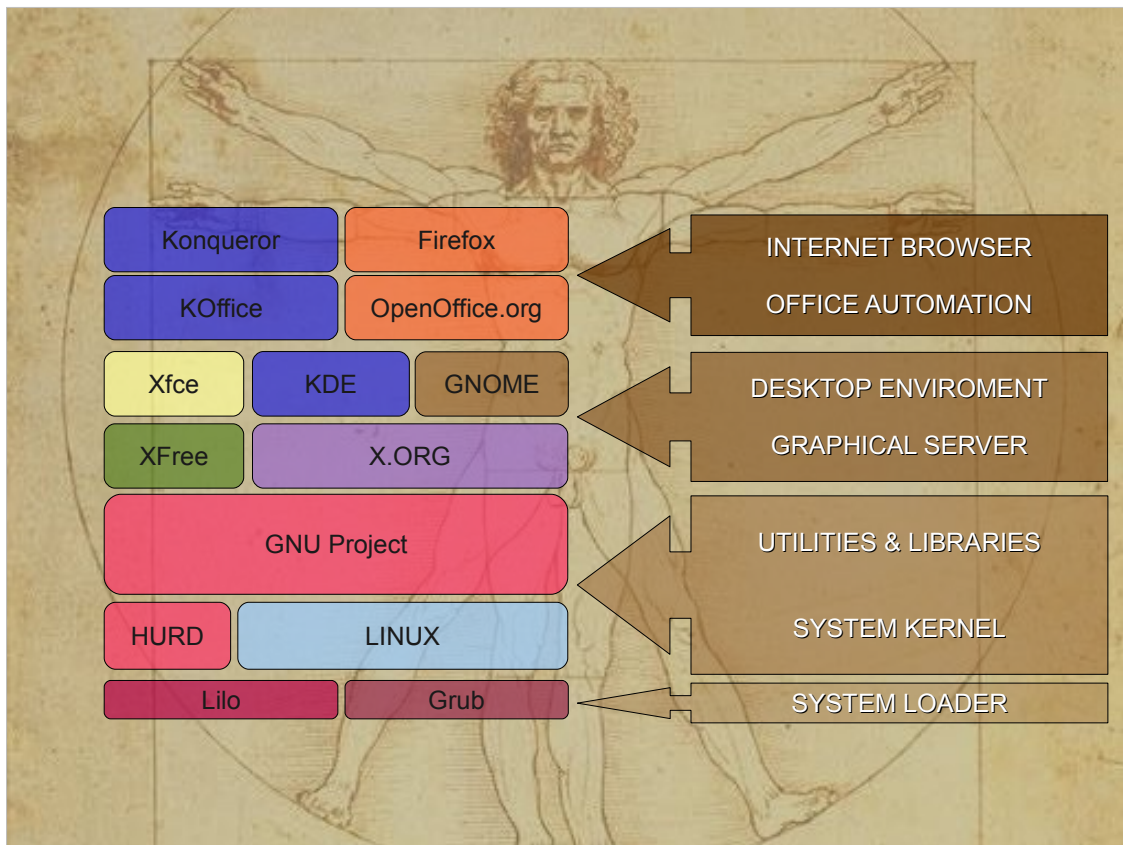 Konqueror Firefox INTERNET BROWSER
KOffice OpenOffice.org OFFICE AUTOMATION
Xfce KDE GNOME DESKTOP ENVIROMENT
XFree X.ORG GRAPHICAL SERVER
GNU Project UTILITIES & LIBRARIES
HURD LINUX SYSTEM KERNEL
Lilo Grub SYSTEM LOADER